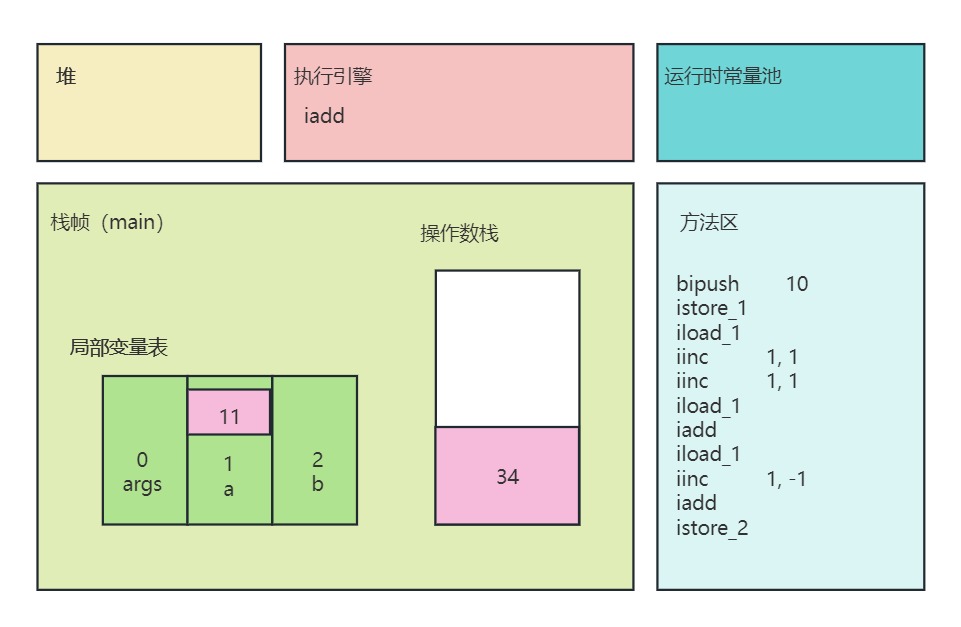 堆
执行引擎
iadd
运行时常量池
栈帧（main）
操作数栈
34
局部变量表
11
0 1 2
args a b
方法区
bipush 10
istore_1
iload_1
iinc 1, 1
iinc 1, 1
iload_1
iadd
iload_1
iinc 1, -1
iadd
istore_2